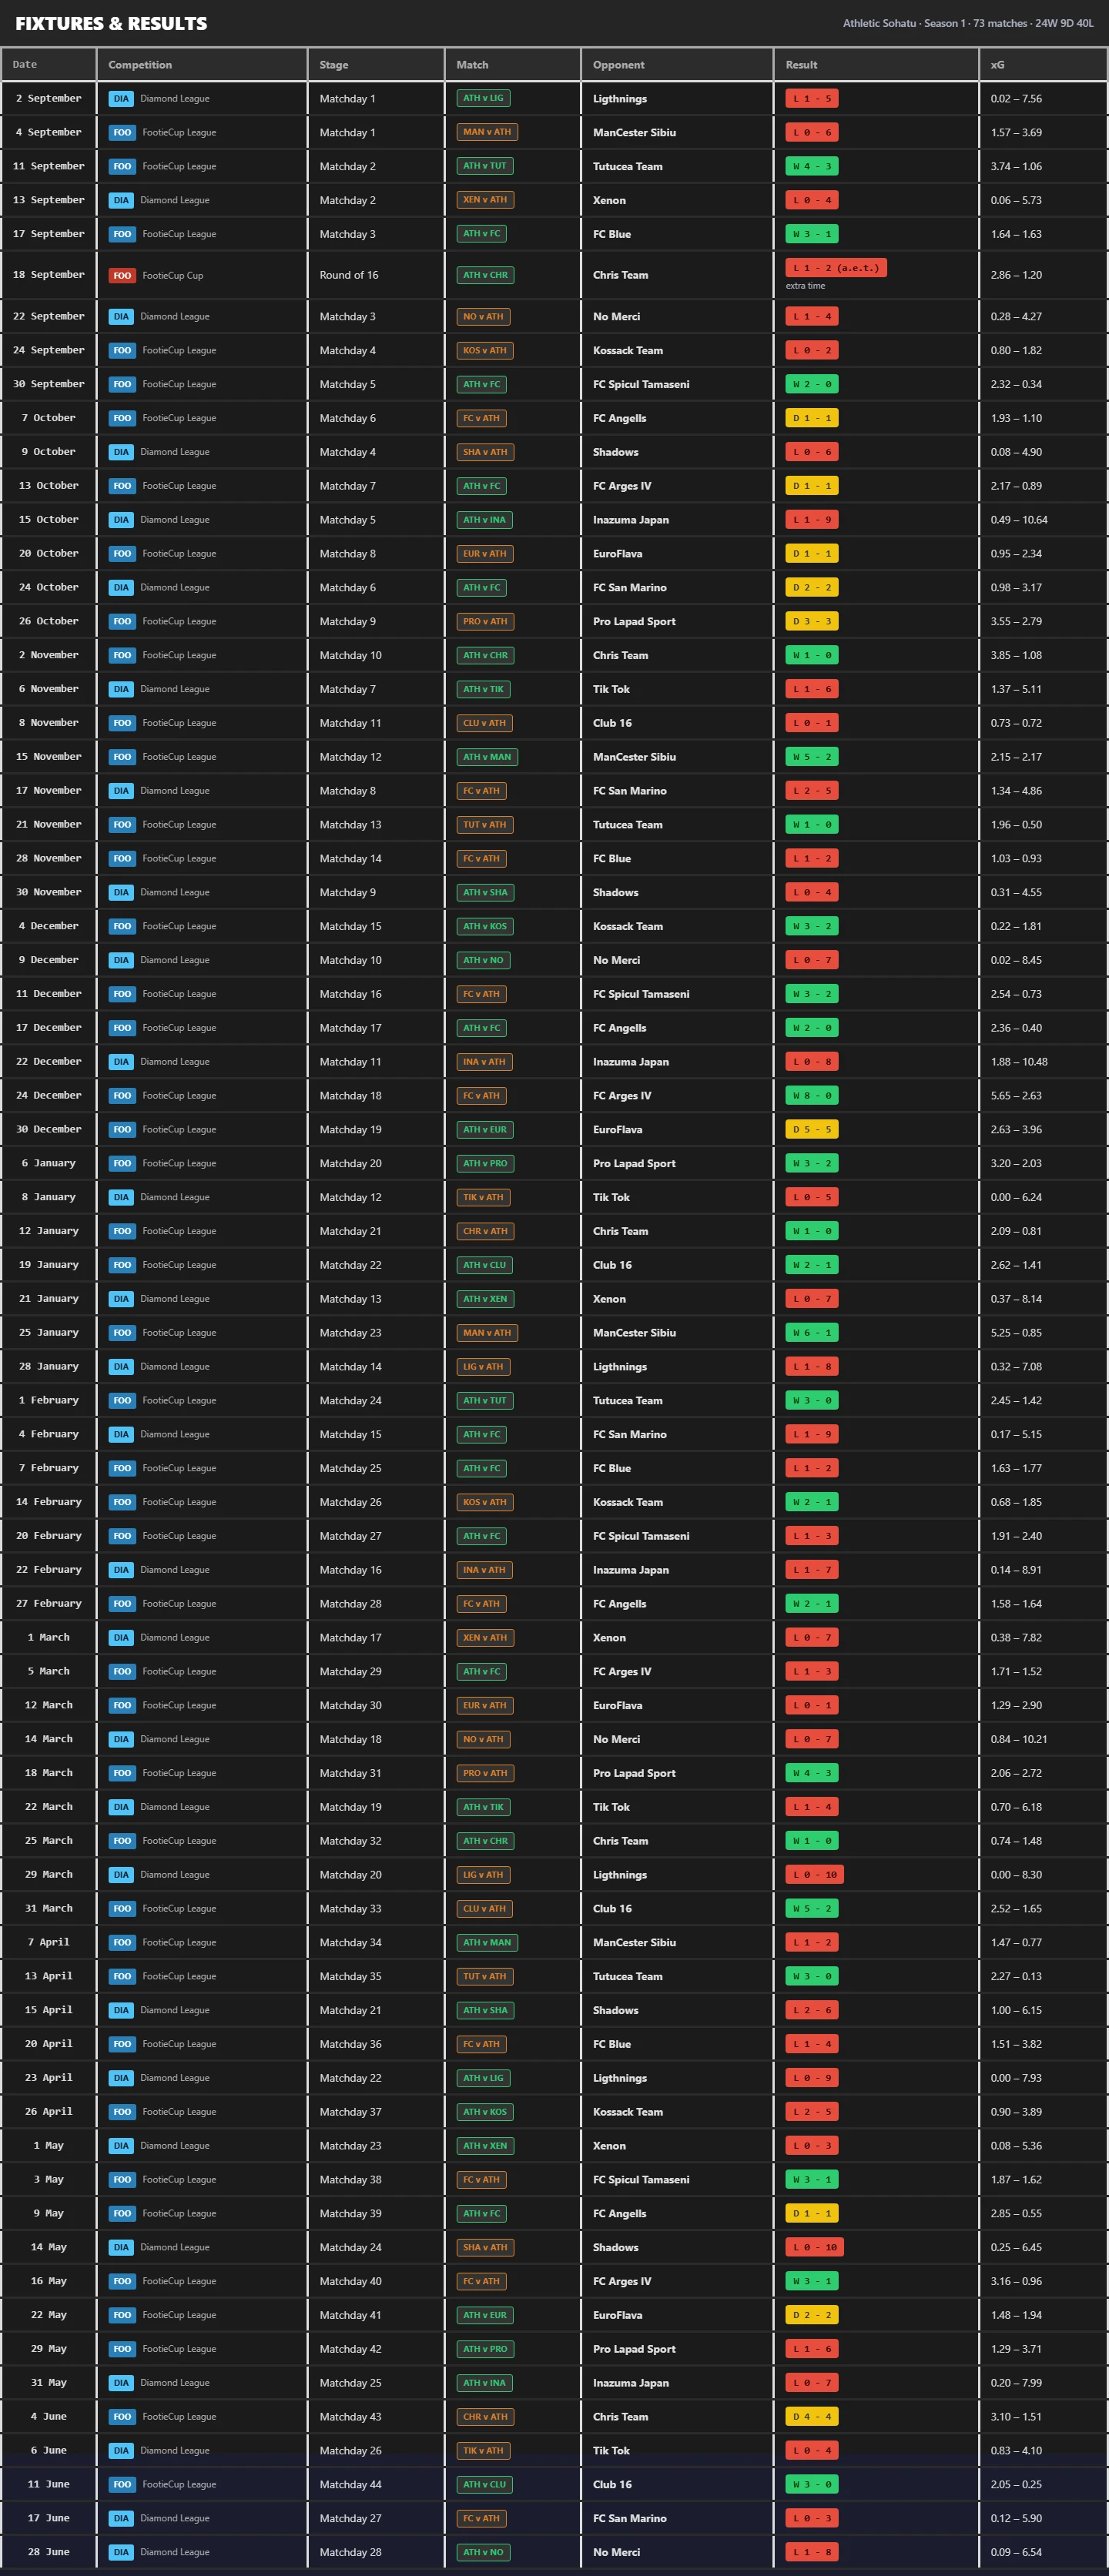 FIXTURES & RESULTS
Athletic Sohatu · Season 1 · 73 matches · 24W 9D 40L
Date Competition Stage Match Opponent Result xG
2 September DIA Diamond League Matchday 1 ATH v LIG Ligthnings L 1 - 5 0.02 – 7.56
4 September FOO FootieCup League Matchday 1 MAN v ATH ManCester Sibiu L 0 - 6 1.57 – 3.69
11 September FOO FootieCup League Matchday 2 ATH v TUT Tutucea Team W 4 - 3 3.74 – 1.06
13 September DIA Diamond League Matchday 2 XEN v ATH Xenon L 0 - 4 0.06 – 5.73
17 September FOO FootieCup League Matchday 3 ATH v FC FC Blue W 3 - 1 1.64 – 1.63
18 September FOO FootieCup Cup Round of 16 ATH v CHR Chris Team L 1 - 2 (a.e.t.) 2.86 – 1.20
extra time
22 September DIA Diamond League Matchday 3 NO v ATH No Merci L 1 - 4 0.28 – 4.27
24 September FOO FootieCup League Matchday 4 KOS v ATH Kossack Team L 0 - 2 0.80 – 1.82
30 September FOO FootieCup League Matchday 5 ATH v FC FC Spicul Tamaseni W 2 - 0 2.32 – 0.34
7 October FOO FootieCup League Matchday 6 FC v ATH FC Angells D 1 - 1 1.93 – 1.10
9 October DIA Diamond League Matchday 4 SHA v ATH Shadows L 0 - 6 0.08 – 4.90
13 October FOO FootieCup League Matchday 7 ATH v FC FC Arges IV D 1 - 1 2.17 – 0.89
15 October DIA Diamond League Matchday 5 ATH v INA Inazuma Japan L 1 - 9 0.49 – 10.64
20 October FOO FootieCup League Matchday 8 EUR v ATH EuroFlava D 1 - 1 0.95 – 2.34
24 October DIA Diamond League Matchday 6 ATH v FC FC San Marino D 2 - 2 0.98 – 3.17
26 October FOO FootieCup League Matchday 9 PRO v ATH Pro Lapad Sport D 3 - 3 3.55 – 2.79
2 November FOO FootieCup League Matchday 10 ATH v CHR Chris Team W 1 - 0 3.85 – 1.08
6 November DIA Diamond League Matchday 7 ATH v TIK Tik Tok L 1 - 6 1.37 – 5.11
8 November FOO FootieCup League Matchday 11 CLU v ATH Club 16 L 0 - 1 0.73 – 0.72
15 November FOO FootieCup League Matchday 12 ATH v MAN ManCester Sibiu W 5 - 2 2.15 – 2.17
17 November DIA Diamond League Matchday 8 FC v ATH FC San Marino L 2 - 5 1.34 – 4.86
21 November FOO FootieCup League Matchday 13 TUT v ATH Tutucea Team W 1 - 0 1.96 – 0.50
28 November FOO FootieCup League Matchday 14 FC v ATH FC Blue L 1 - 2 1.03 – 0.93
30 November DIA Diamond League Matchday 9 ATH v SHA Shadows L 0 - 4 0.31 – 4.55
4 December FOO FootieCup League Matchday 15 ATH v KOS Kossack Team W 3 - 2 0.22 – 1.81
9 December DIA Diamond League Matchday 10 ATH v NO No Merci L 0 - 7 0.02 – 8.45
11 December FOO FootieCup League Matchday 16 FC v ATH FC Spicul Tamaseni W 3 - 2 2.54 – 0.73
17 December FOO FootieCup League Matchday 17 ATH v FC FC Angells W 2 - 0 2.36 – 0.40
22 December DIA Diamond League Matchday 11 INA v ATH Inazuma Japan L 0 - 8 1.88 – 10.48
24 December FOO FootieCup League Matchday 18 FC v ATH FC Arges IV W 8 - 0 5.65 – 2.63
30 December FOO FootieCup League Matchday 19 ATH v EUR EuroFlava D 5 - 5 2.63 – 3.96
6 January FOO FootieCup League Matchday 20 ATH v PRO Pro Lapad Sport W 3 - 2 3.20 – 2.03
8 January DIA Diamond League Matchday 12 TIK v ATH Tik Tok L 0 - 5 0.00 – 6.24
12 January FOO FootieCup League Matchday 21 CHR v ATH Chris Team W 1 - 0 2.09 – 0.81
19 January FOO FootieCup League Matchday 22 ATH v CLU Club 16 W 2 - 1 2.62 – 1.41
21 January DIA Diamond League Matchday 13 ATH v XEN Xenon L 0 - 7 0.37 – 8.14
25 January FOO FootieCup League Matchday 23 MAN v ATH ManCester Sibiu W 6 - 1 5.25 – 0.85
28 January DIA Diamond League Matchday 14 LIG v ATH Ligthnings L 1 - 8 0.32 – 7.08
1 February FOO FootieCup League Matchday 24 ATH v TUT Tutucea Team W 3 - 0 2.45 – 1.42
4 February DIA Diamond League Matchday 15 ATH v FC FC San Marino L 1 - 9 0.17 – 5.15
7 February FOO FootieCup League Matchday 25 ATH v FC FC Blue L 1 - 2 1.63 – 1.77
14 February FOO FootieCup League Matchday 26 KOS v ATH Kossack Team W 2 - 1 0.68 – 1.85
20 February FOO FootieCup League Matchday 27 ATH v FC FC Spicul Tamaseni L 1 - 3 1.91 – 2.40
22 February DIA Diamond League Matchday 16 INA v ATH Inazuma Japan L 1 - 7 0.14 – 8.91
27 February FOO FootieCup League Matchday 28 FC v ATH FC Angells W 2 - 1 1.58 – 1.64
1 March DIA Diamond League Matchday 17 XEN v ATH Xenon L 0 - 7 0.38 – 7.82
5 March FOO FootieCup League Matchday 29 ATH v FC FC Arges IV L 1 - 3 1.71 – 1.52
12 March FOO FootieCup League Matchday 30 EUR v ATH EuroFlava L 0 - 1 1.29 – 2.90
14 March DIA Diamond League Matchday 18 NO v ATH No Merci L 0 - 7 0.84 – 10.21
18 March FOO FootieCup League Matchday 31 PRO v ATH Pro Lapad Sport W 4 - 3 2.06 – 2.72
22 March DIA Diamond League Matchday 19 ATH v TIK Tik Tok L 1 - 4 0.70 – 6.18
25 March FOO FootieCup League Matchday 32 ATH v CHR Chris Team W 1 - 0 0.74 – 1.48
29 March DIA Diamond League Matchday 20 LIG v ATH Ligthnings L 0 - 10 0.00 – 8.30
31 March FOO FootieCup League Matchday 33 CLU v ATH Club 16 W 5 - 2 2.52 – 1.65
7 April FOO FootieCup League Matchday 34 ATH v MAN ManCester Sibiu L 1 - 2 1.47 – 0.77
13 April FOO FootieCup League Matchday 35 TUT v ATH Tutucea Team W 3 - 0 2.27 – 0.13
15 April DIA Diamond League Matchday 21 ATH v SHA Shadows L 2 - 6 1.00 – 6.15
20 April FOO FootieCup League Matchday 36 FC v ATH FC Blue L 1 - 4 1.51 – 3.82
23 April DIA Diamond League Matchday 22 ATH v LIG Ligthnings L 0 - 9 0.00 – 7.93
26 April FOO FootieCup League Matchday 37 ATH v KOS Kossack Team L 2 - 5 0.90 – 3.89
1 May DIA Diamond League Matchday 23 ATH v XEN Xenon L 0 - 3 0.08 – 5.36
3 May FOO FootieCup League Matchday 38 FC v ATH FC Spicul Tamaseni W 3 - 1 1.87 – 1.62
9 May FOO FootieCup League Matchday 39 ATH v FC FC Angells D 1 - 1 2.85 – 0.55
14 May DIA Diamond League Matchday 24 SHA v ATH Shadows L 0 - 10 0.25 – 6.45
16 May FOO FootieCup League Matchday 40 FC v ATH FC Arges IV W 3 - 1 3.16 – 0.96
22 May FOO FootieCup League Matchday 41 ATH v EUR EuroFlava D 2 - 2 1.48 – 1.94
29 May FOO FootieCup League Matchday 42 ATH v PRO Pro Lapad Sport L 1 - 6 1.29 – 3.71
31 May DIA Diamond League Matchday 25 ATH v INA Inazuma Japan L 0 - 7 0.20 – 7.99
4 June FOO FootieCup League Matchday 43 CHR v ATH Chris Team D 4 - 4 3.10 – 1.51
6 June DIA Diamond League Matchday 26 TIK v ATH Tik Tok L 0 - 4 0.83 – 4.10
11 June FOO FootieCup League Matchday 44 ATH v CLU Club 16 W 3 - 0 2.05 – 0.25
17 June DIA Diamond League Matchday 27 FC v ATH FC San Marino L 0 - 3 0.12 – 5.90
28 June DIA Diamond League Matchday 28 ATH v NO No Merci L 1 - 8 0.09 – 6.54